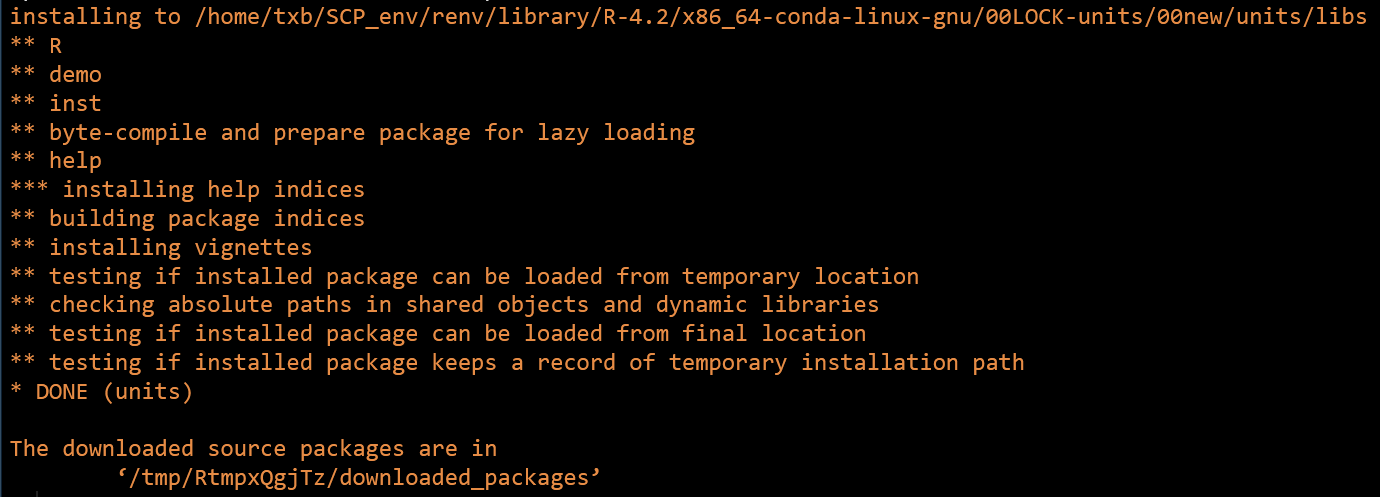 installing to /home/txb/SCP_env/renv/library/R-4.2/x86_64-conda-linux-gnu/00LOCK-units/00new/units/libs
** R
** demo
** inst
** byte-compile and prepare package for lazy loading
** help
*** installing help indices
** building package indices
** installing vignettes
** testing if installed package can be loaded from temporary location
** checking absolute paths in shared objects and dynamic libraries
** testing if installed package can be loaded from final location
** testing if installed package keeps a record of temporary installation path
* DONE (units)
The downloaded source packages are in
‘/tmp/RtmpxQgjTz/downloaded_packages’